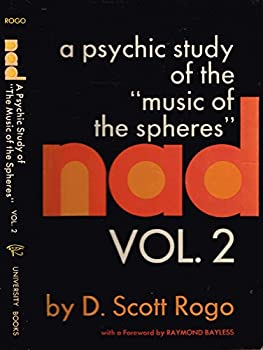 ROGO
nad
A Psychic Study of
"The Music of the Spheres"
VOL. 2
UNIVERSITY BOOKS
a psychic study
of the
"music of
the spheres"
nad
VOL. 2
by D. Scott Rogo
with a Foreword by RAYMOND BAYLESS